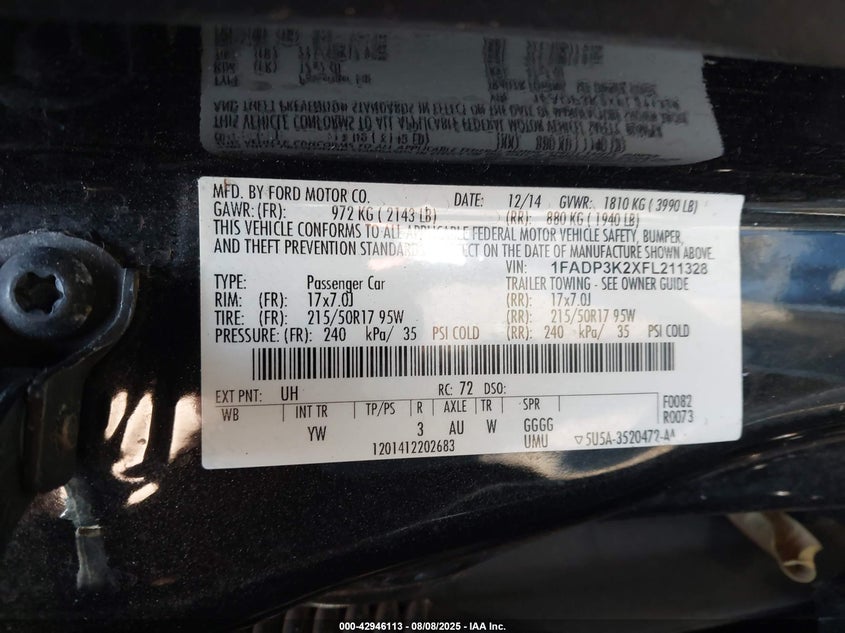 MFD. BY FORD MOTOR CO. DATE: 12/14 GVWR: 1810 KG ( 3990 LB)
GAWR: (FR): 972 KG ( 2143 LB) (RR): 880 KG ( 1940 LB)
THIS VEHICLE CONFORMS TO ALL APPLICABLE FEDERAL MOTOR VEHICLE SAFETY, BUMPER,
AND THEFT PREVENTION STANDARDS IN EFFECT ON THE DATE OF MANUFACTURE SHOWN ABOVE.
VIN: 1FADP3K2XFL211328
TYPE: Passenger Car TRAILER TOWING - SEE OWNER GUIDE
RIM: (FR): 17x7.0J (RR): 17x7.0J
TIRE: (FR): 215/50R17 95W (RR): 215/50R17 95W
PRESSURE: (FR): 240 kPa/ 35 PSI COLD (RR): 240 kPa/ 35 PSI COLD
EXT PNT: UH RC: 72 DSO:
WB INT TR TP/PS R AXLE TR SPR F0082
YW 3 AU W GGGG R0073
UMU 5U5A-3520472-AA
1201412202683
000-42946113 - 08/08/2025 - IAA Inc.